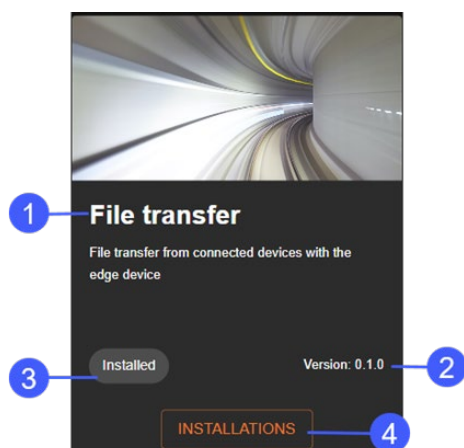 1
File transfer
File transfer from connected devices with the
edge device
Installed
Version: 0.1.0
2
3
INSTALLATIONS
4